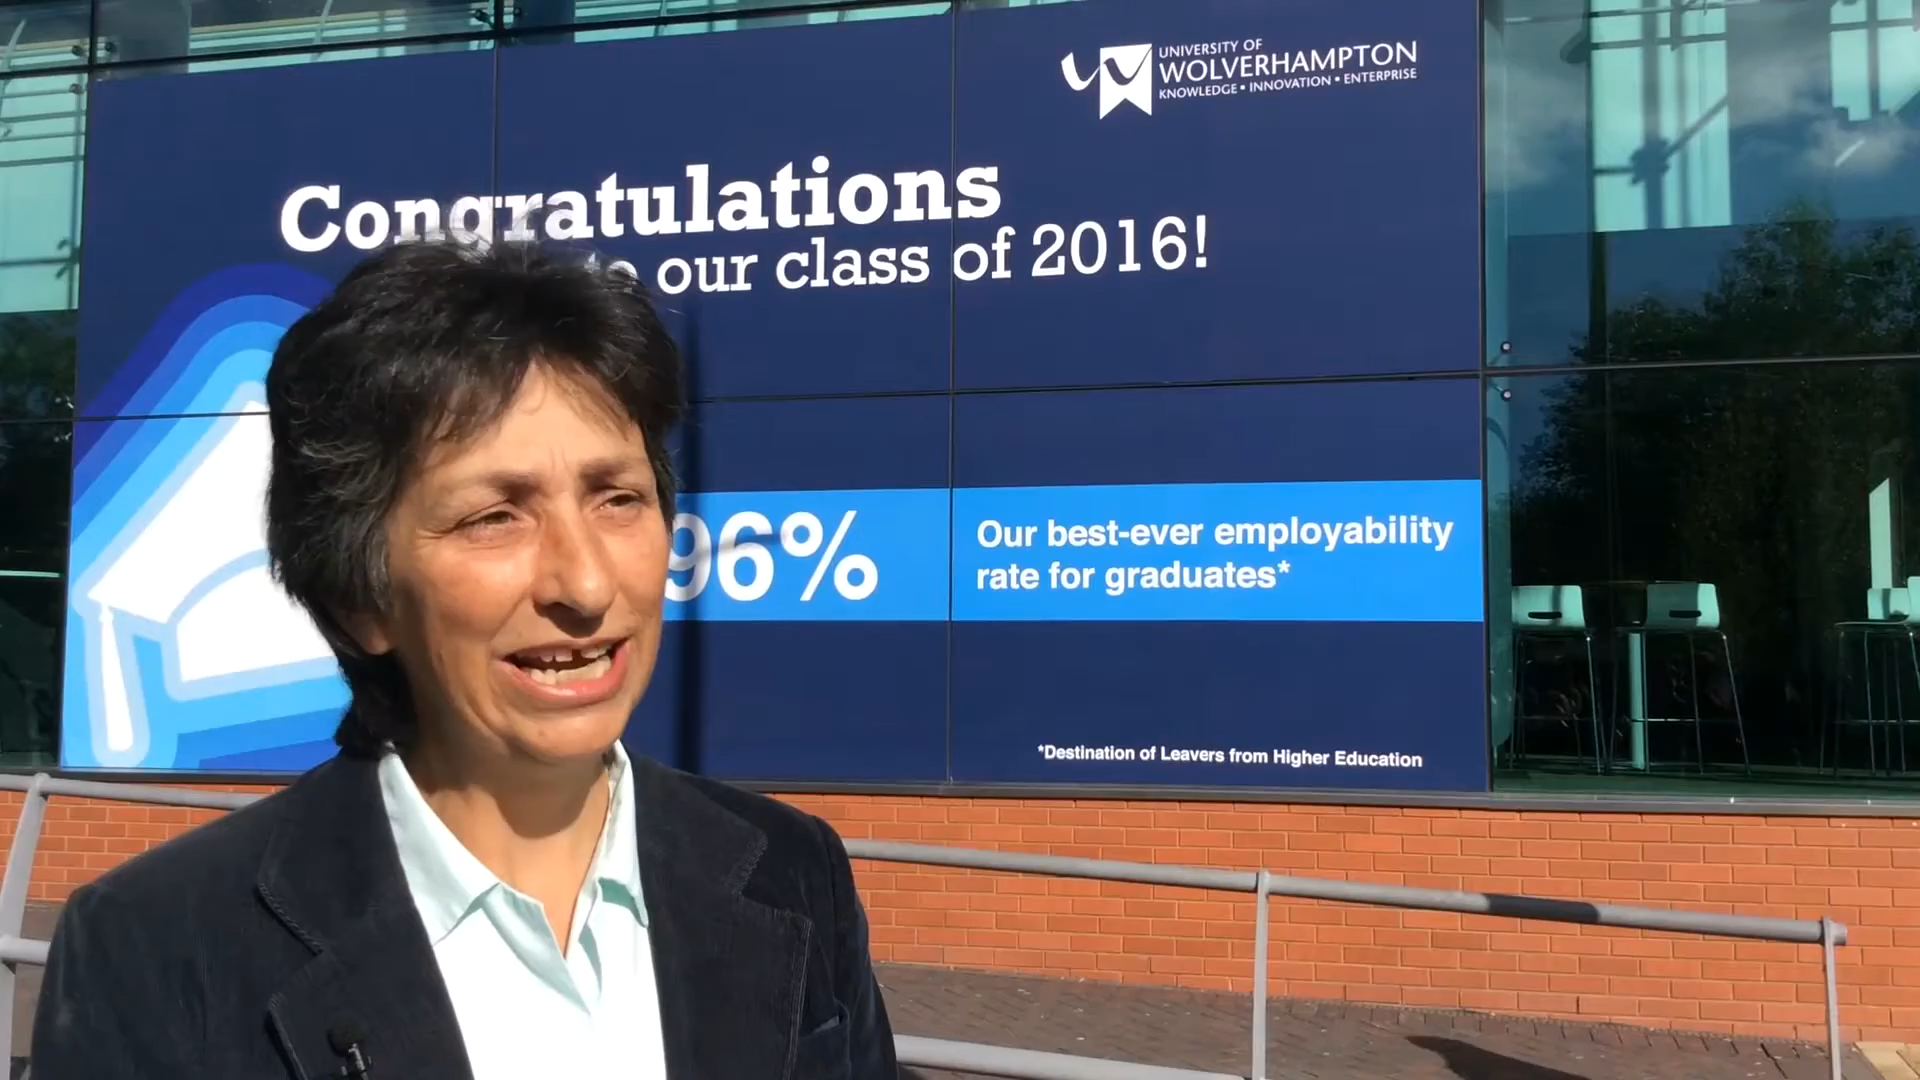 UNIVERSITY OF
WOLVERHAMPTON
KNOWLEDGE • INNOVATION • ENTERPRISE
Congratulations
to our class of 2016!
96%
Our best-ever employability
rate for graduates*
*Destination of Leavers from Higher Education